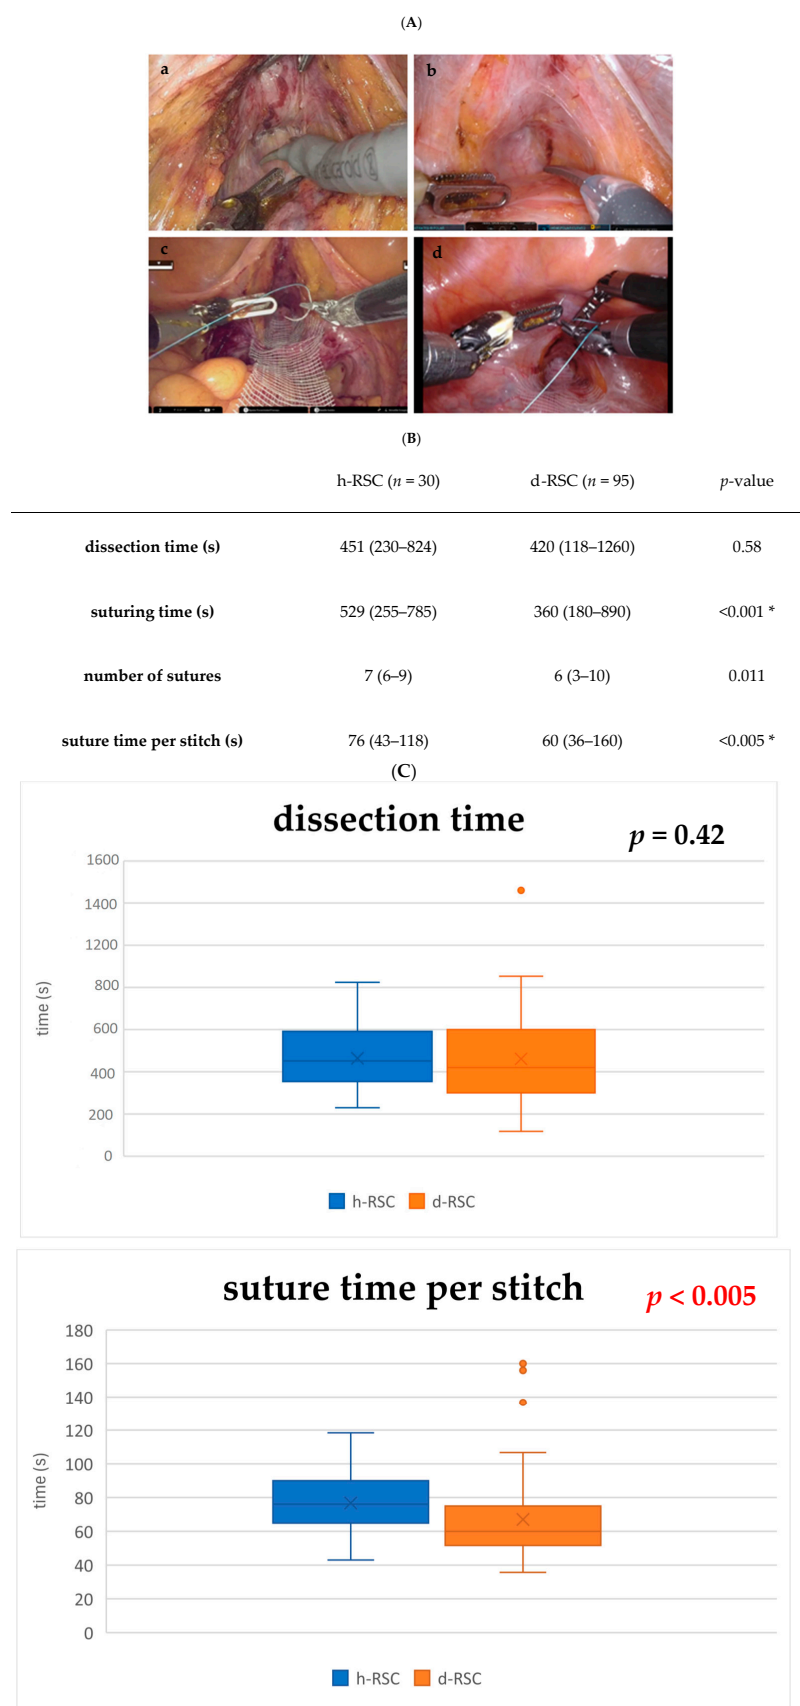 (A)
a
b
c
d
(B)
h-RSC (n = 30) d-RSC (n = 95) p-value
dissection time (s) 451 (230–824) 420 (118–1260) 0.58
suturing time (s) 529 (255–785) 360 (180–890) <0.001 *
number of sutures 7 (6–9) 6 (3–10) 0.011
suture time per stitch (s) 76 (43–118) 60 (36–160) <0.005 *
(C)
dissection time
p = 0.42
1600
1400
1200
800
600
400
200
0
time (s)
h-RSC d-RSC
suture time per stitch
p < 0.005
180
160
140
120
100
80
60
40
20
0
time (s)
h-RSC d-RSC